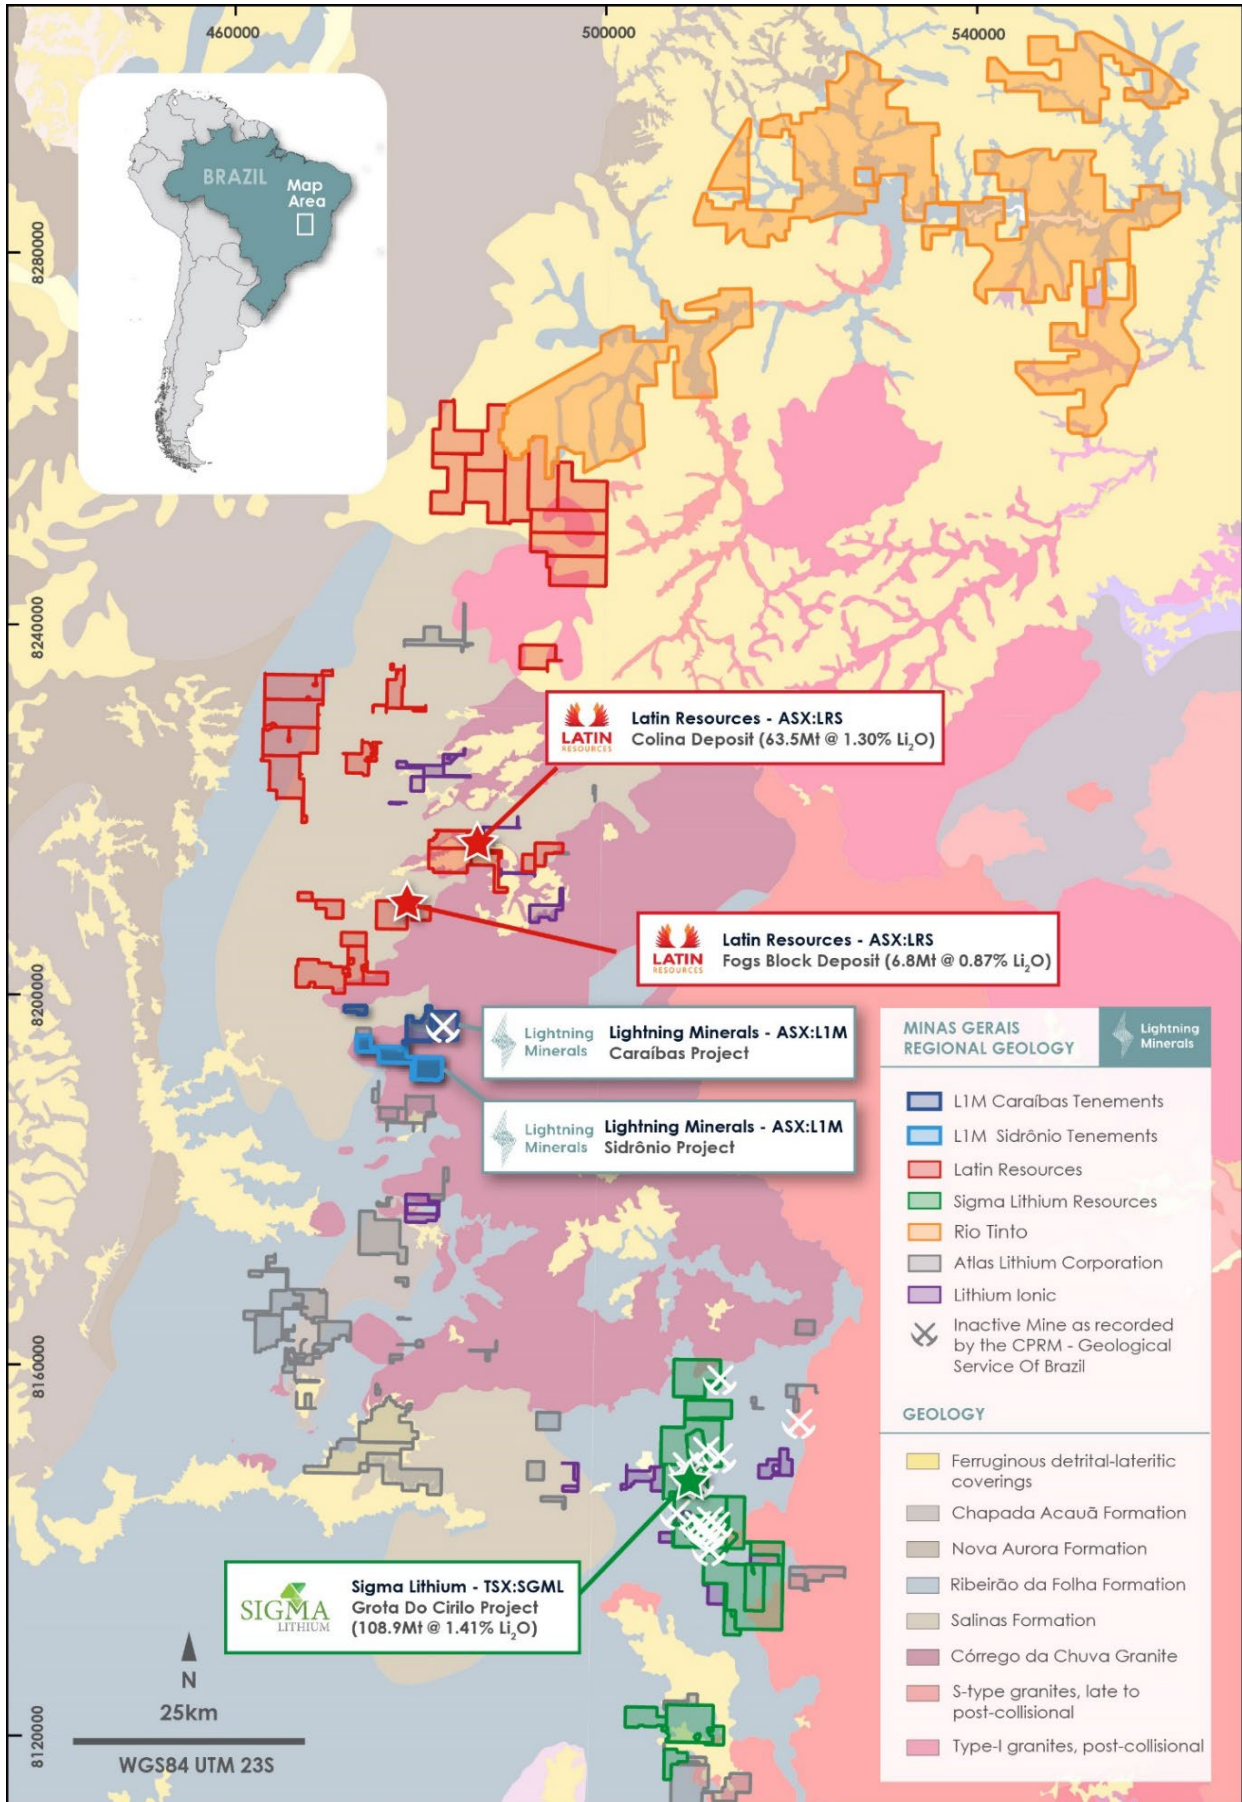 460000
500000
540000
BRAZIL
Map
Area
8280000
8240000
8200000
8160000
8120000
LATIN
RESOURCES
Latin Resources - ASX:LRS
Colina Deposit (63.5Mt @ 1.30% Li₂O)
LATIN
RESOURCES
Latin Resources - ASX:LRS
Fogs Block Deposit (6.8Mt @ 0.87% Li₂O)
Lightning
Minerals
Lightning Minerals - ASX:L1M
Caraíbas Project
Lightning
Minerals
Lightning Minerals - ASX:L1M
Sidrônio Project
SIGMA
LITHIUM
Sigma Lithium - TSX:SGML
Grota Do Cirilo Project
(108.9Mt @ 1.41% Li₂O)
N
25km
WGS84 UTM 23S
MINAS GERAIS
REGIONAL GEOLOGY
Lightning
Minerals
L1M Caraíbas Tenements
L1M Sidrônio Tenements
Latin Resources
Sigma Lithium Resources
Rio Tinto
Atlas Lithium Corporation
Lithium Ionic
Inactive Mine as recorded
by the CPRM - Geological
Service Of Brazil
GEOLOGY
Ferruginous detrital-lateritic
coverings
Chapada Acauã Formation
Nova Aurora Formation
Ribeirão da Folha Formation
Salinas Formation
Córrego da Chuva Granite
S-type granites, late to
post-collisional
Type-I granites, post-collisional